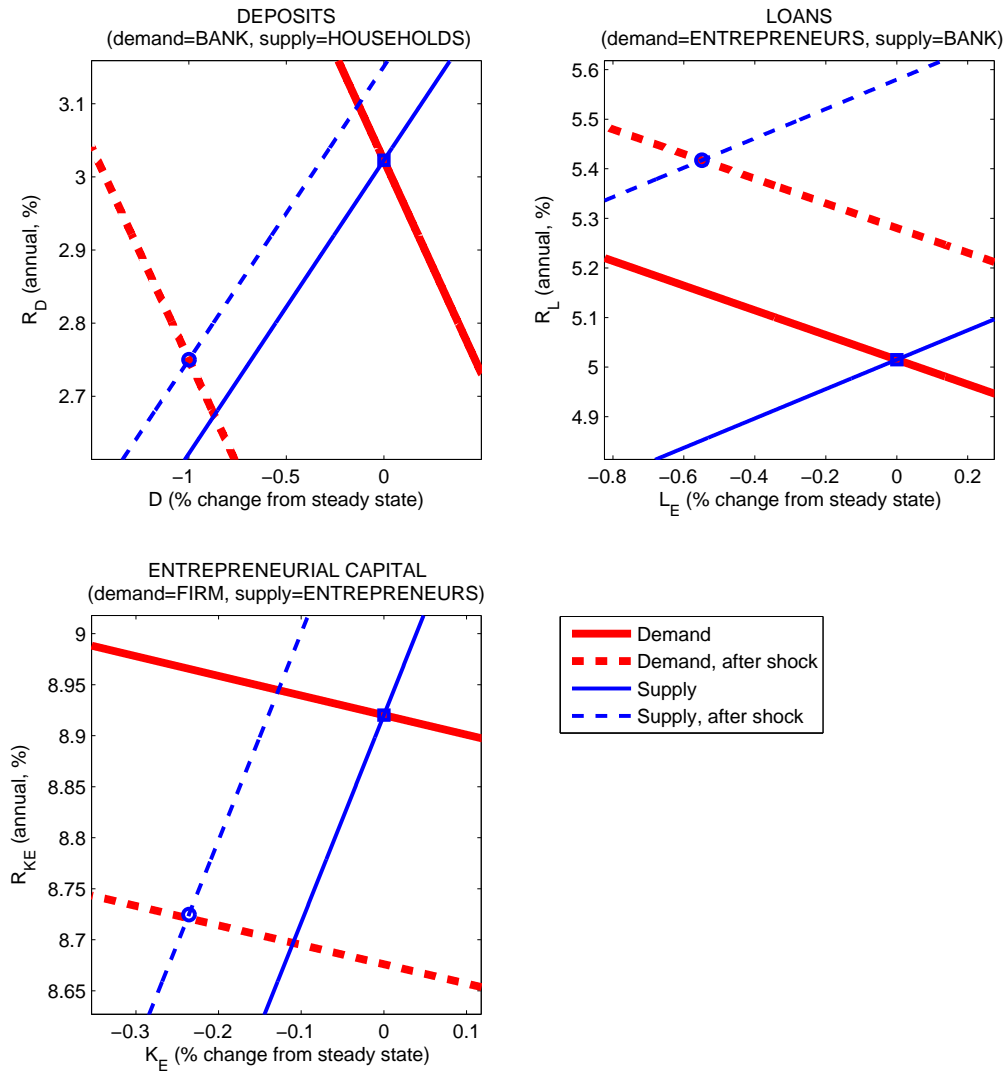 DEPOSITS
(demand=BANK, supply=HOUSEHOLDS)
3.1
3
2.9
2.8
2.7
R_D (annual, %)
−1
−0.5
0
D (% change from steady state)
LOANS
(demand=ENTREPRENEURS, supply=BANK)
5.6
5.5
5.4
5.3
5.2
5.1
5
4.9
R_L (annual, %)
−0.8
−0.6
−0.4
−0.2
0
0.2
L_E (% change from steady state)
ENTREPRENEURIAL CAPITAL
(demand=FIRM, supply=ENTREPRENEURS)
9
8.95
8.9
8.85
8.8
8.75
8.7
8.65
R_KE (annual, %)
−0.3
−0.2
−0.1
0
0.1
K_E (% change from steady state)
Demand
Demand, after shock
Supply
Supply, after shock